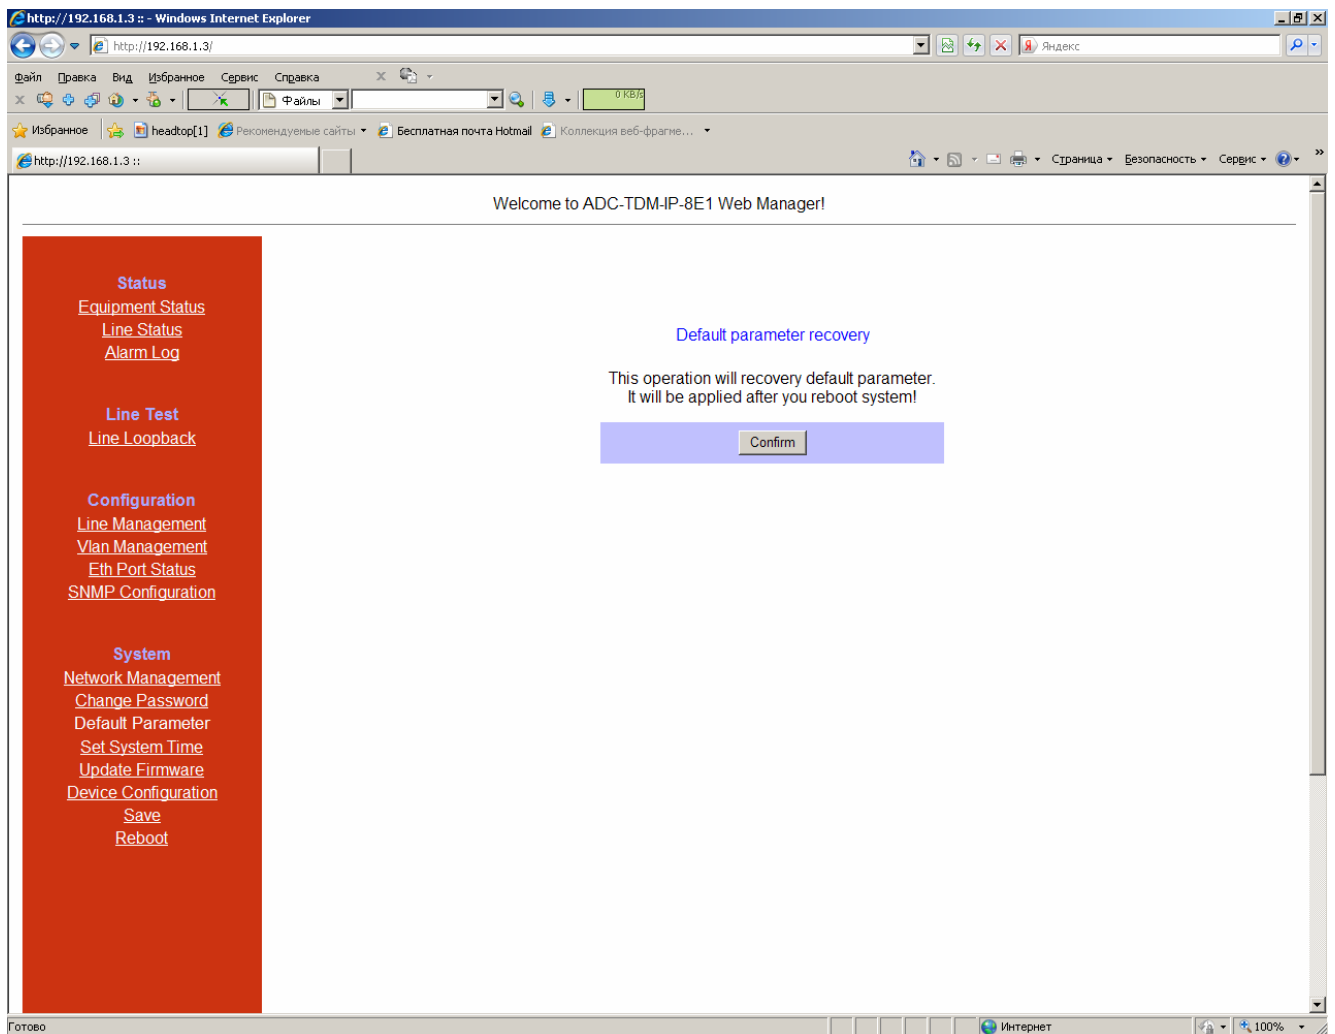 http://192.168.1.3 :: - Windows Internet Explorer
http://192.168.1.3/
Яндекс
Файл Правка Вид Избранное Сервис Справка
Файлы
0 KB/s
Избранное headtop[1] Рекомендуемые сайты Бесплатная почта Hotmail Коллекция веб-фрагме...
http://192.168.1.3 ::
Страница Безопасность Сервис
Welcome to ADC-TDM-IP-8E1 Web Manager!
Status
Equipment Status
Line Status
Alarm Log
Line Test
Line Loopback
Configuration
Line Management
Vlan Management
Eth Port Status
SNMP Configuration
System
Network Management
Change Password
Default Parameter
Set System Time
Update Firmware
Device Configuration
Save
Reboot
Default parameter recovery
This operation will recovery default parameter.
It will be applied after you reboot system!
Confirm
Готово
Интернет
100%